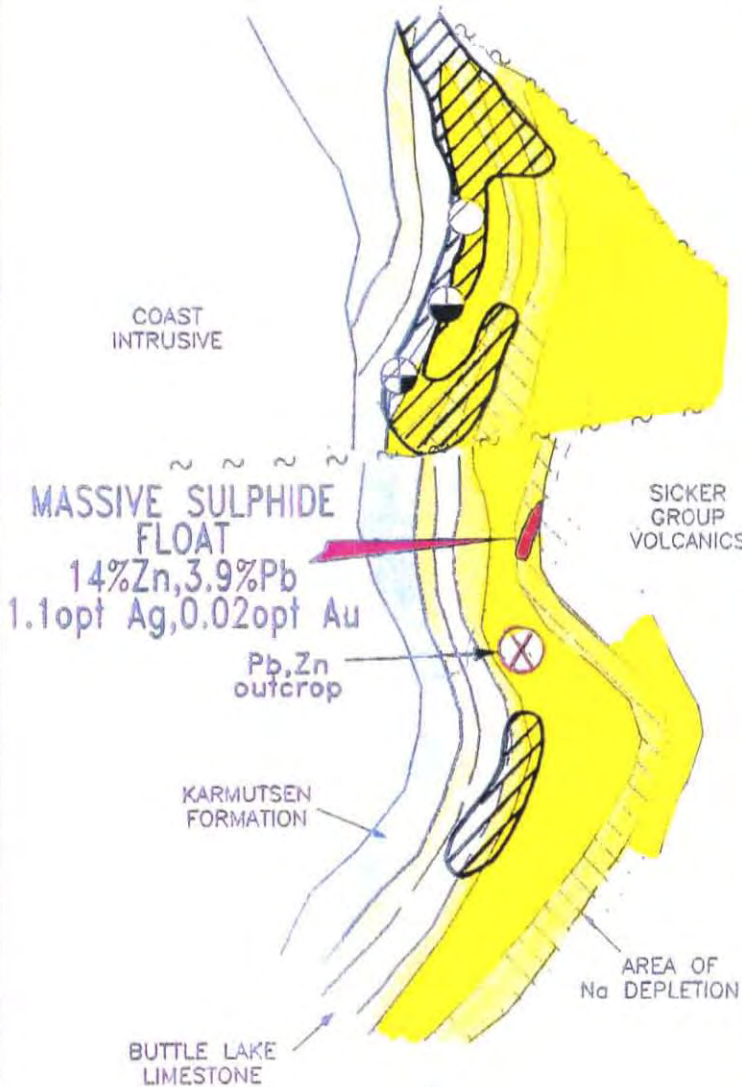 COAST
INTRUSIVE
MASSIVE SULPHIDE
FLOAT
14%Zn,3.9%Pb
1.1opt Ag,0.02opt Au
SICKER
GROUP
VOLCANICS
Pb,Zn
outcrop
KARMUTSEN
FORMATION
AREA OF
Na DEPLETION
BUTTLE LAKE
LIMESTONE